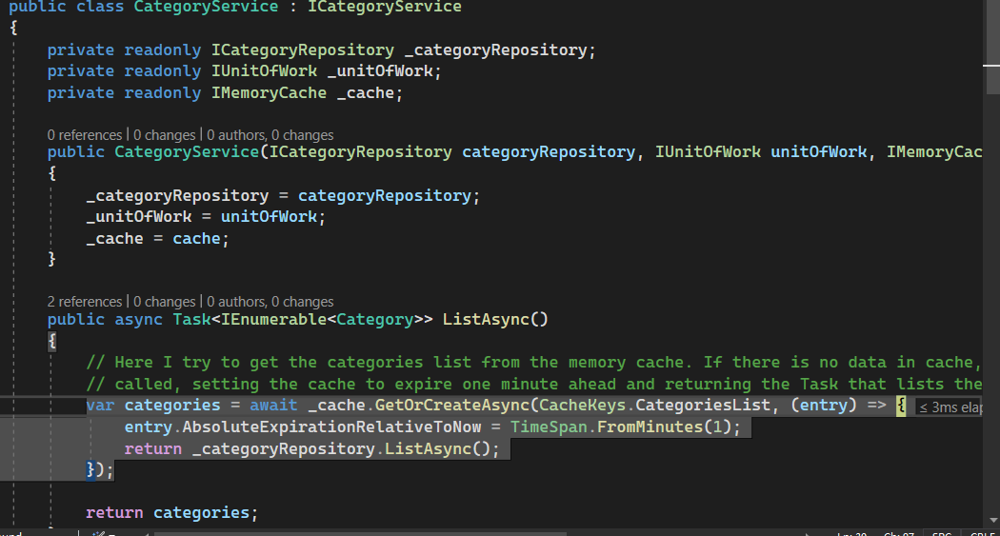 public class CategoryService : ICategoryService
{
private readonly ICategoryRepository _categoryRepository;
private readonly IUnitOfWork _unitOfWork;
private readonly IMemoryCache _cache;
0 references | 0 changes | 0 authors, 0 changes
public CategoryService(ICategoryRepository categoryRepository, IUnitOfWork unitOfWork, IMemoryCac
{
_categoryRepository = categoryRepository;
_unitOfWork = unitOfWork;
_cache = cache;
}
2 references | 0 changes | 0 authors, 0 changes
public async Task<IEnumerable<Category>> ListAsync()
{
// Here I try to get the categories list from the memory cache. If there is no data in cache,
// called, setting the cache to expire one minute ahead and returning the Task that lists the
var categories = await _cache.GetOrCreateAsync(CacheKeys.CategoriesList, (entry) => { ≤ 3ms elap
entry.AbsoluteExpirationRelativeToNow = TimeSpan.FromMinutes(1);
return _categoryRepository.ListAsync();
});
return categories;